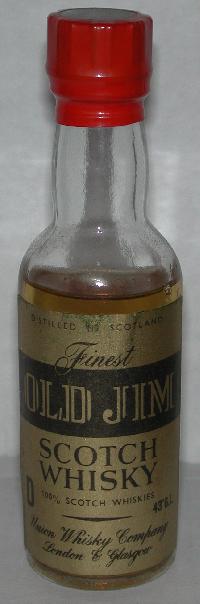 DISTILLED IN SCOTLAND
Finest
OLD JIM
SCOTCH
WHISKY
100% SCOTCH WHISKIES
43° G.L.
Union Whisky Company
London & Glasgow